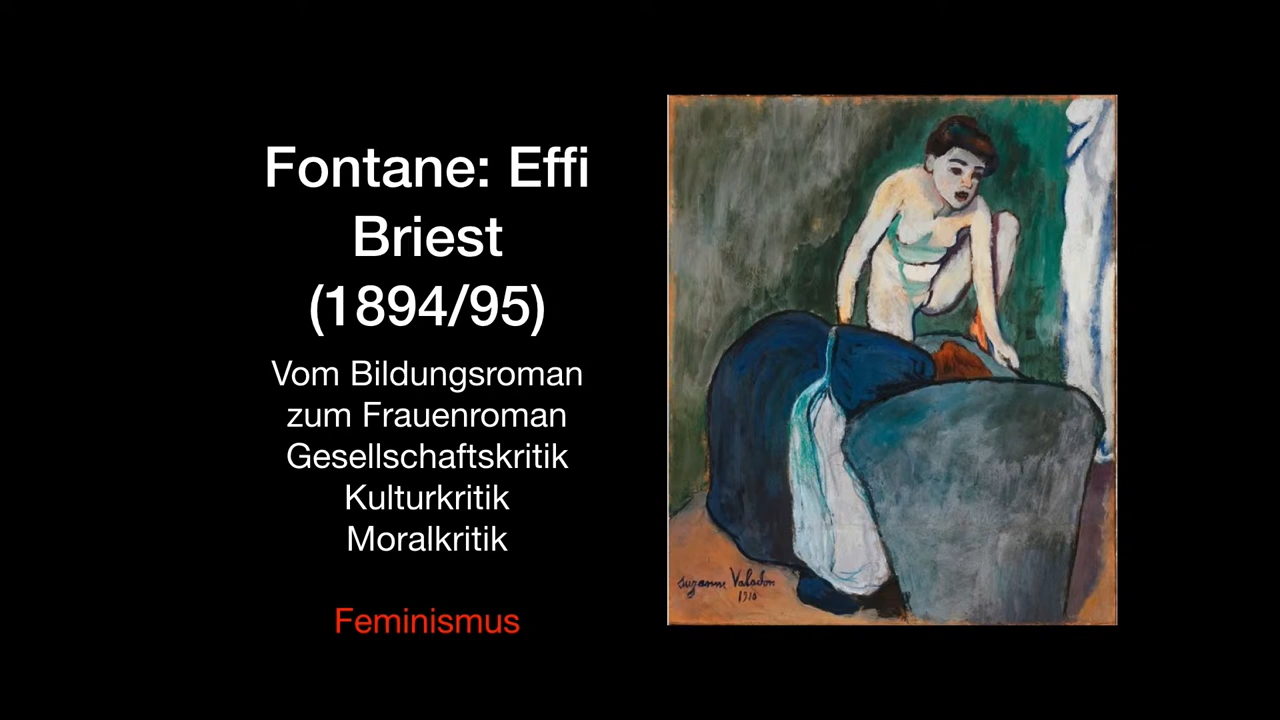 Fontane: Effi
Briest
(1894/95)
Vom Bildungsroman
zum Frauenroman
Gesellschaftskritik
Kulturkritik
Moralkritik
Feminismus
Suzanne Valadon
1916